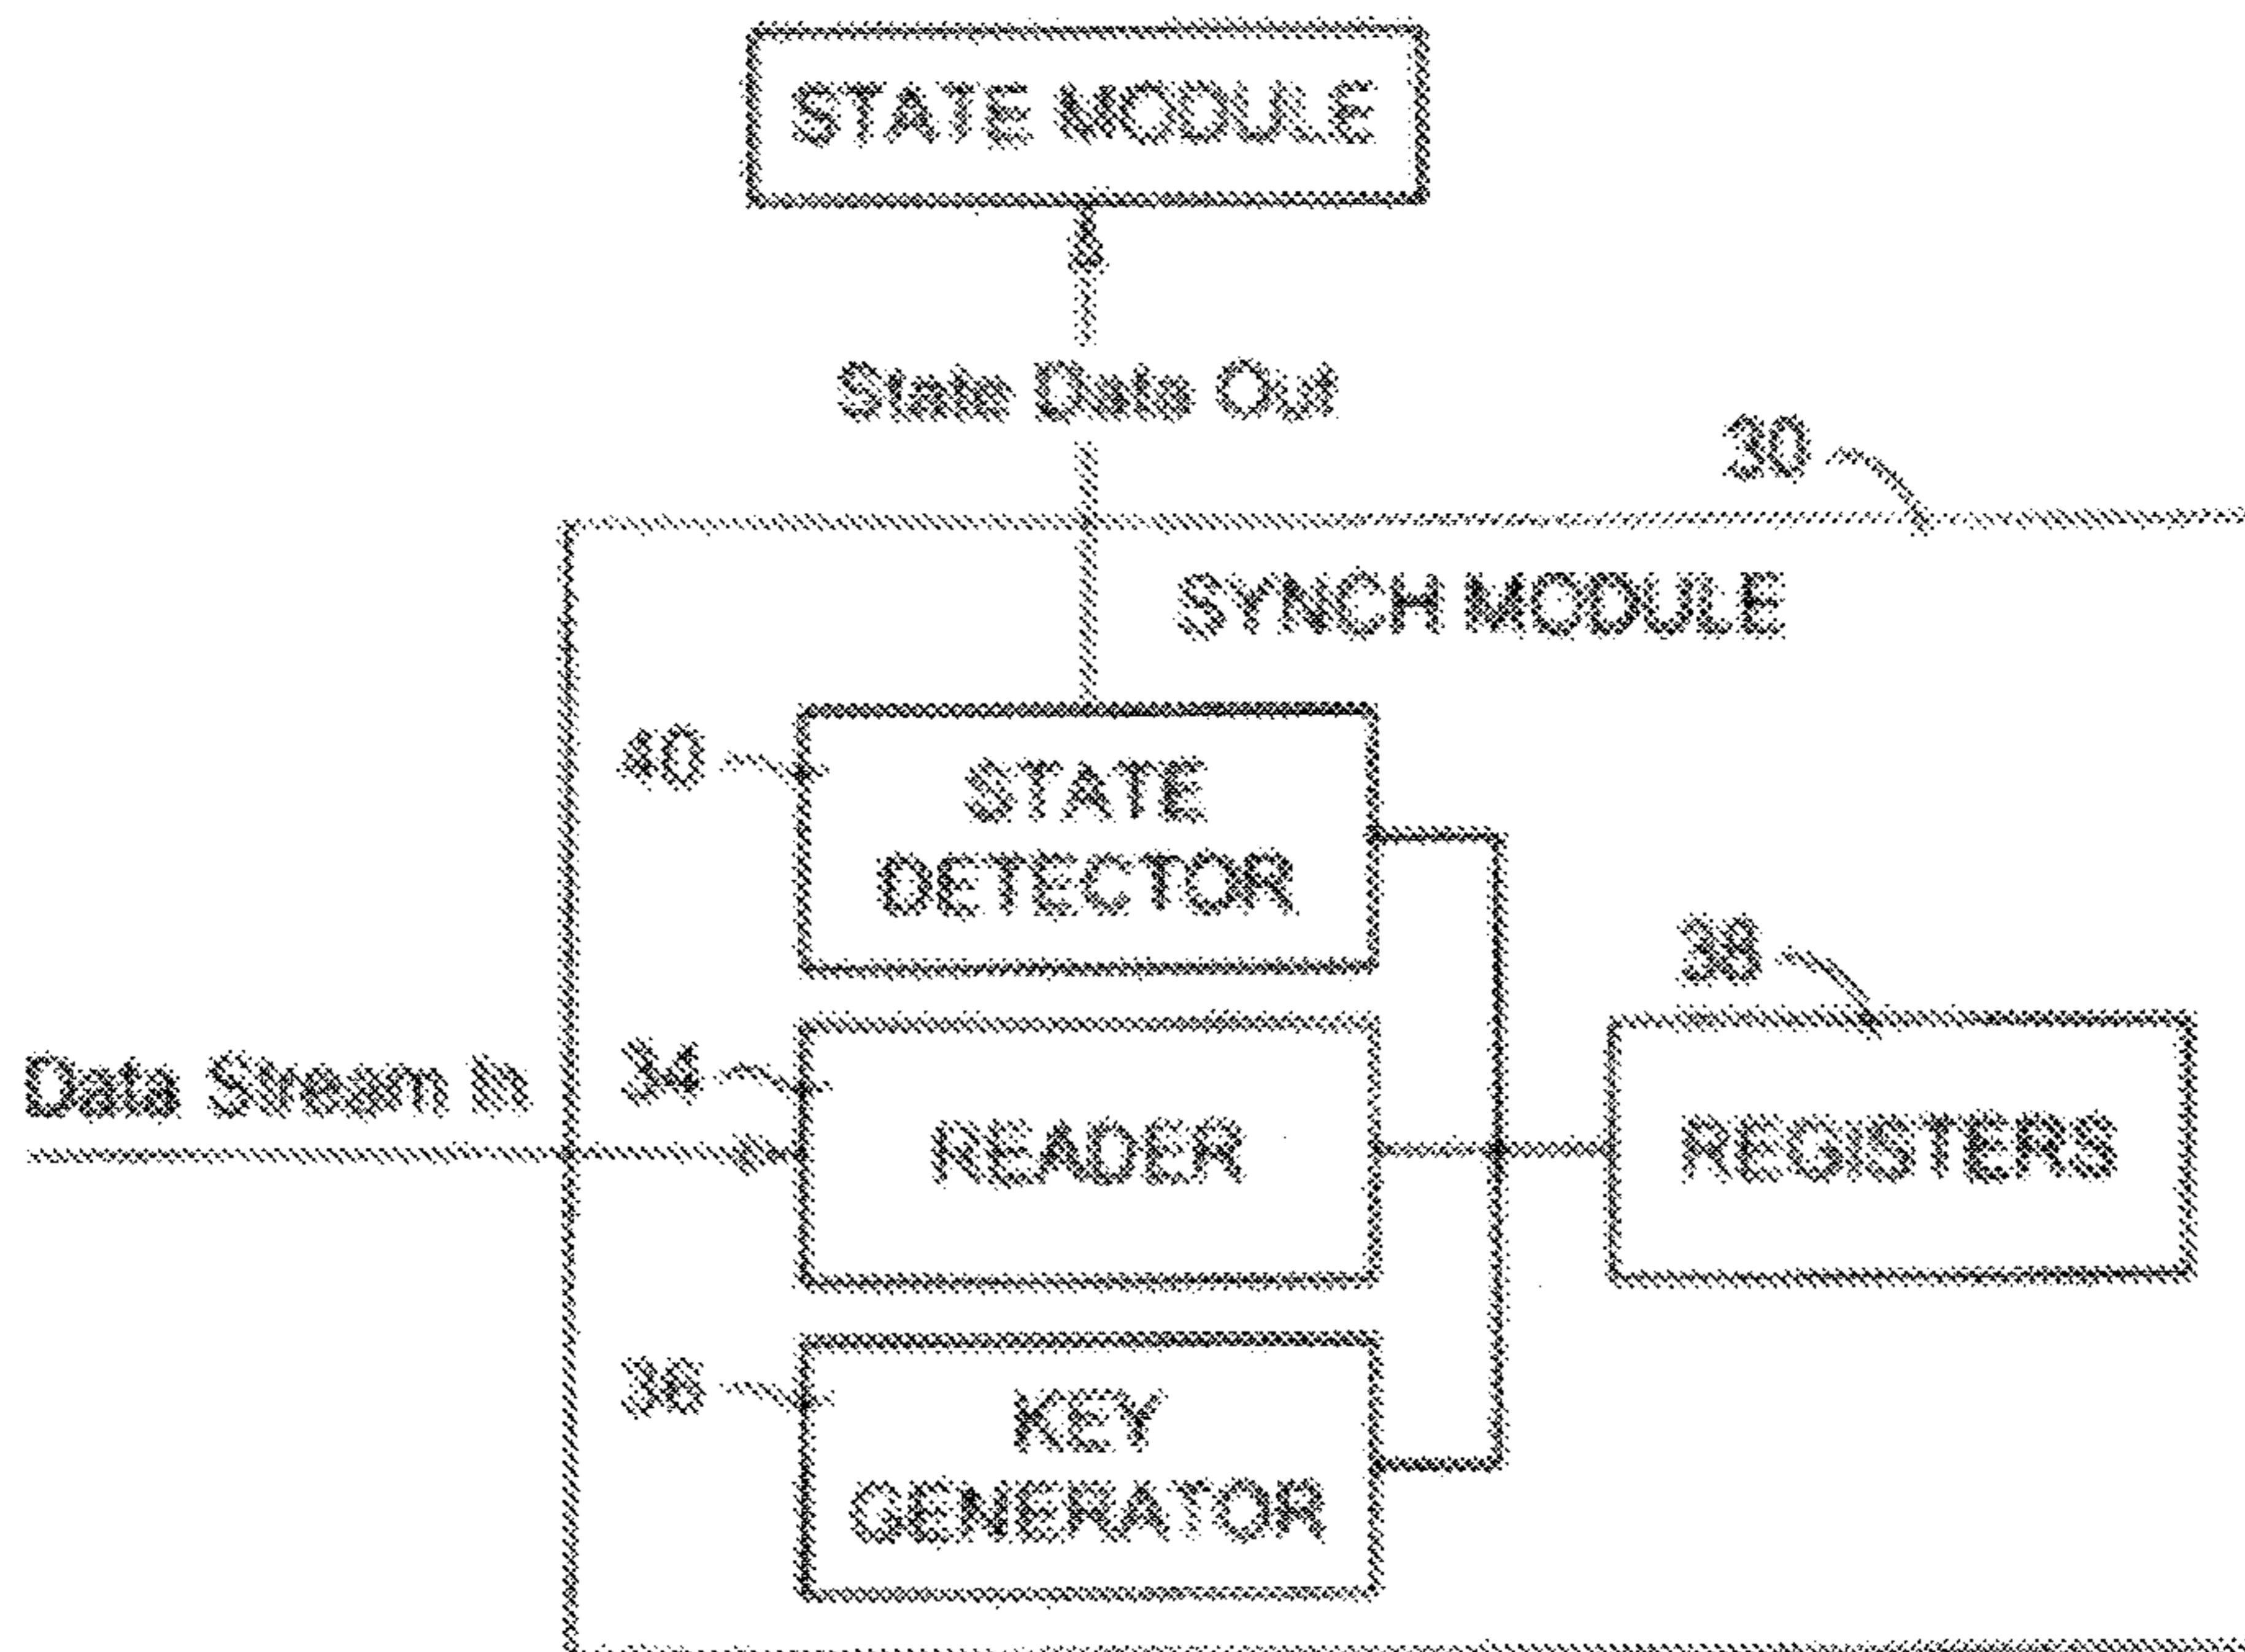 STATE MODULE
State Data Out
30
SYNCH MODULE
40
STATE
DETECTOR
38
Data Stream In
34
READER
REGISTERS
36
KEY
GENERATOR